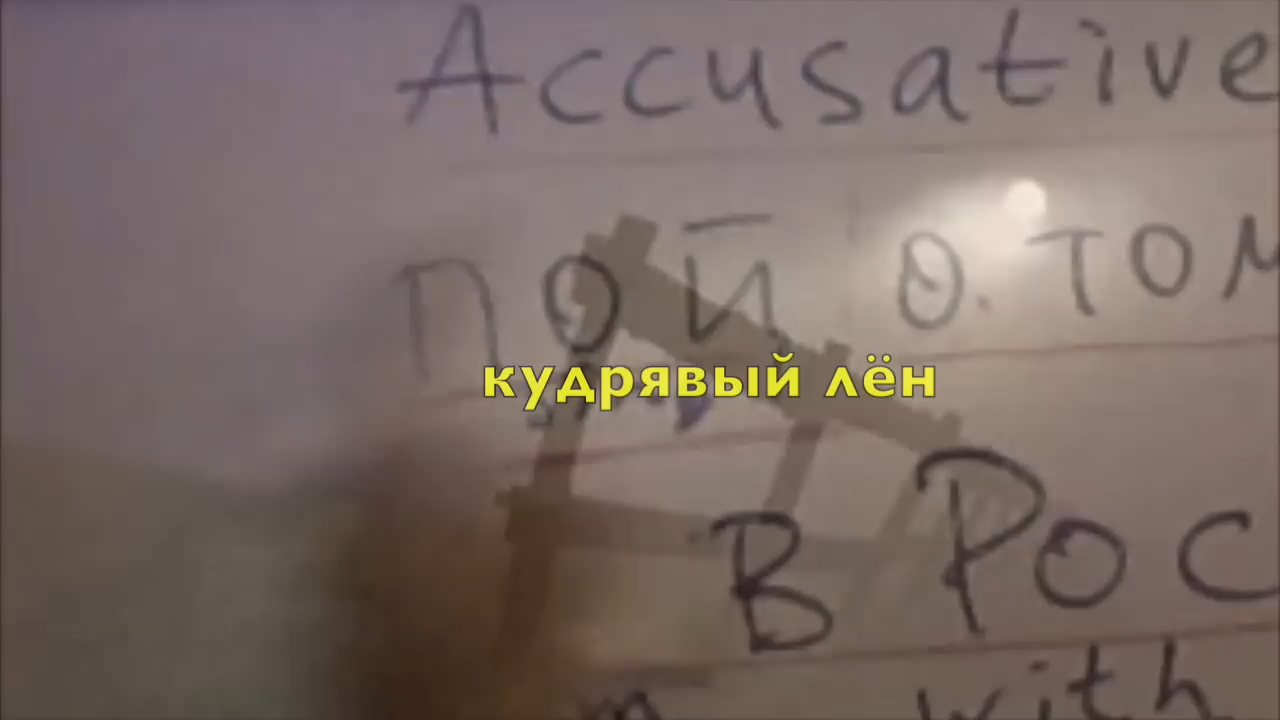 Accusative
пой о том
кудрявый лён
В Рос
with